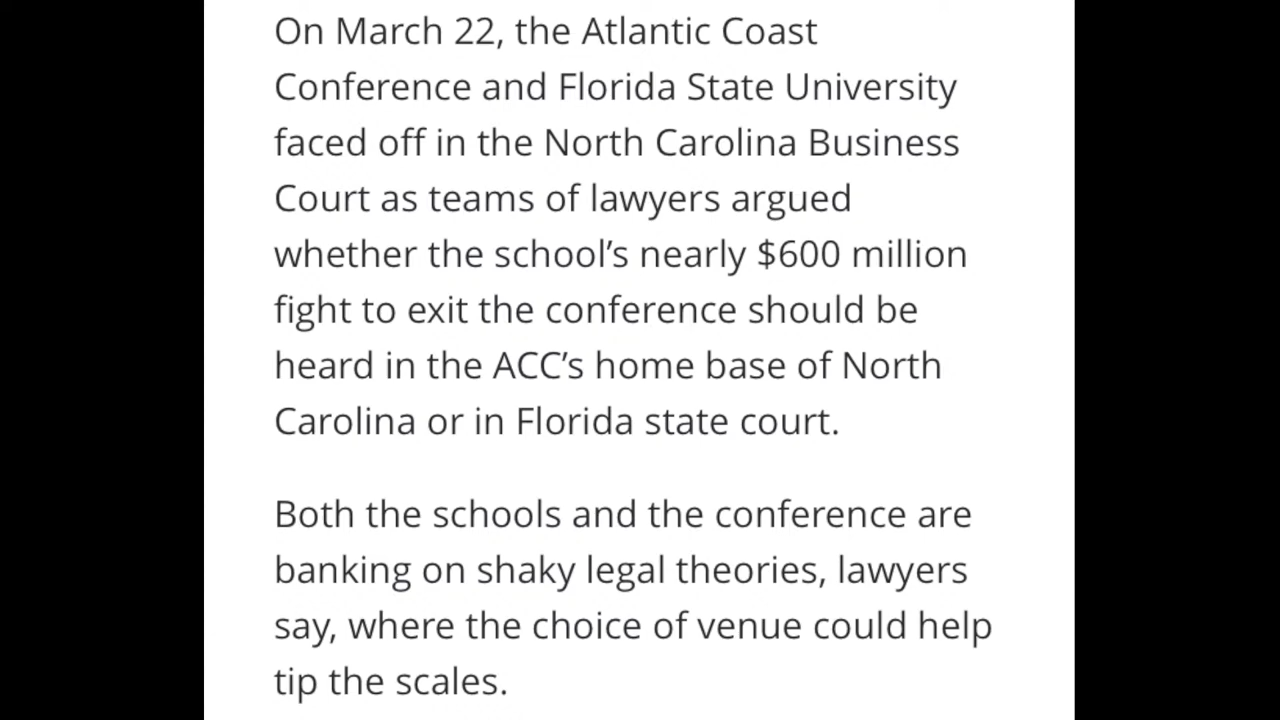 On March 22, the Atlantic Coast
Conference and Florida State University
faced off in the North Carolina Business
Court as teams of lawyers argued
whether the school’s nearly $600 million
fight to exit the conference should be
heard in the ACC’s home base of North
Carolina or in Florida state court.
Both the schools and the conference are
banking on shaky legal theories, lawyers
say, where the choice of venue could help
tip the scales.